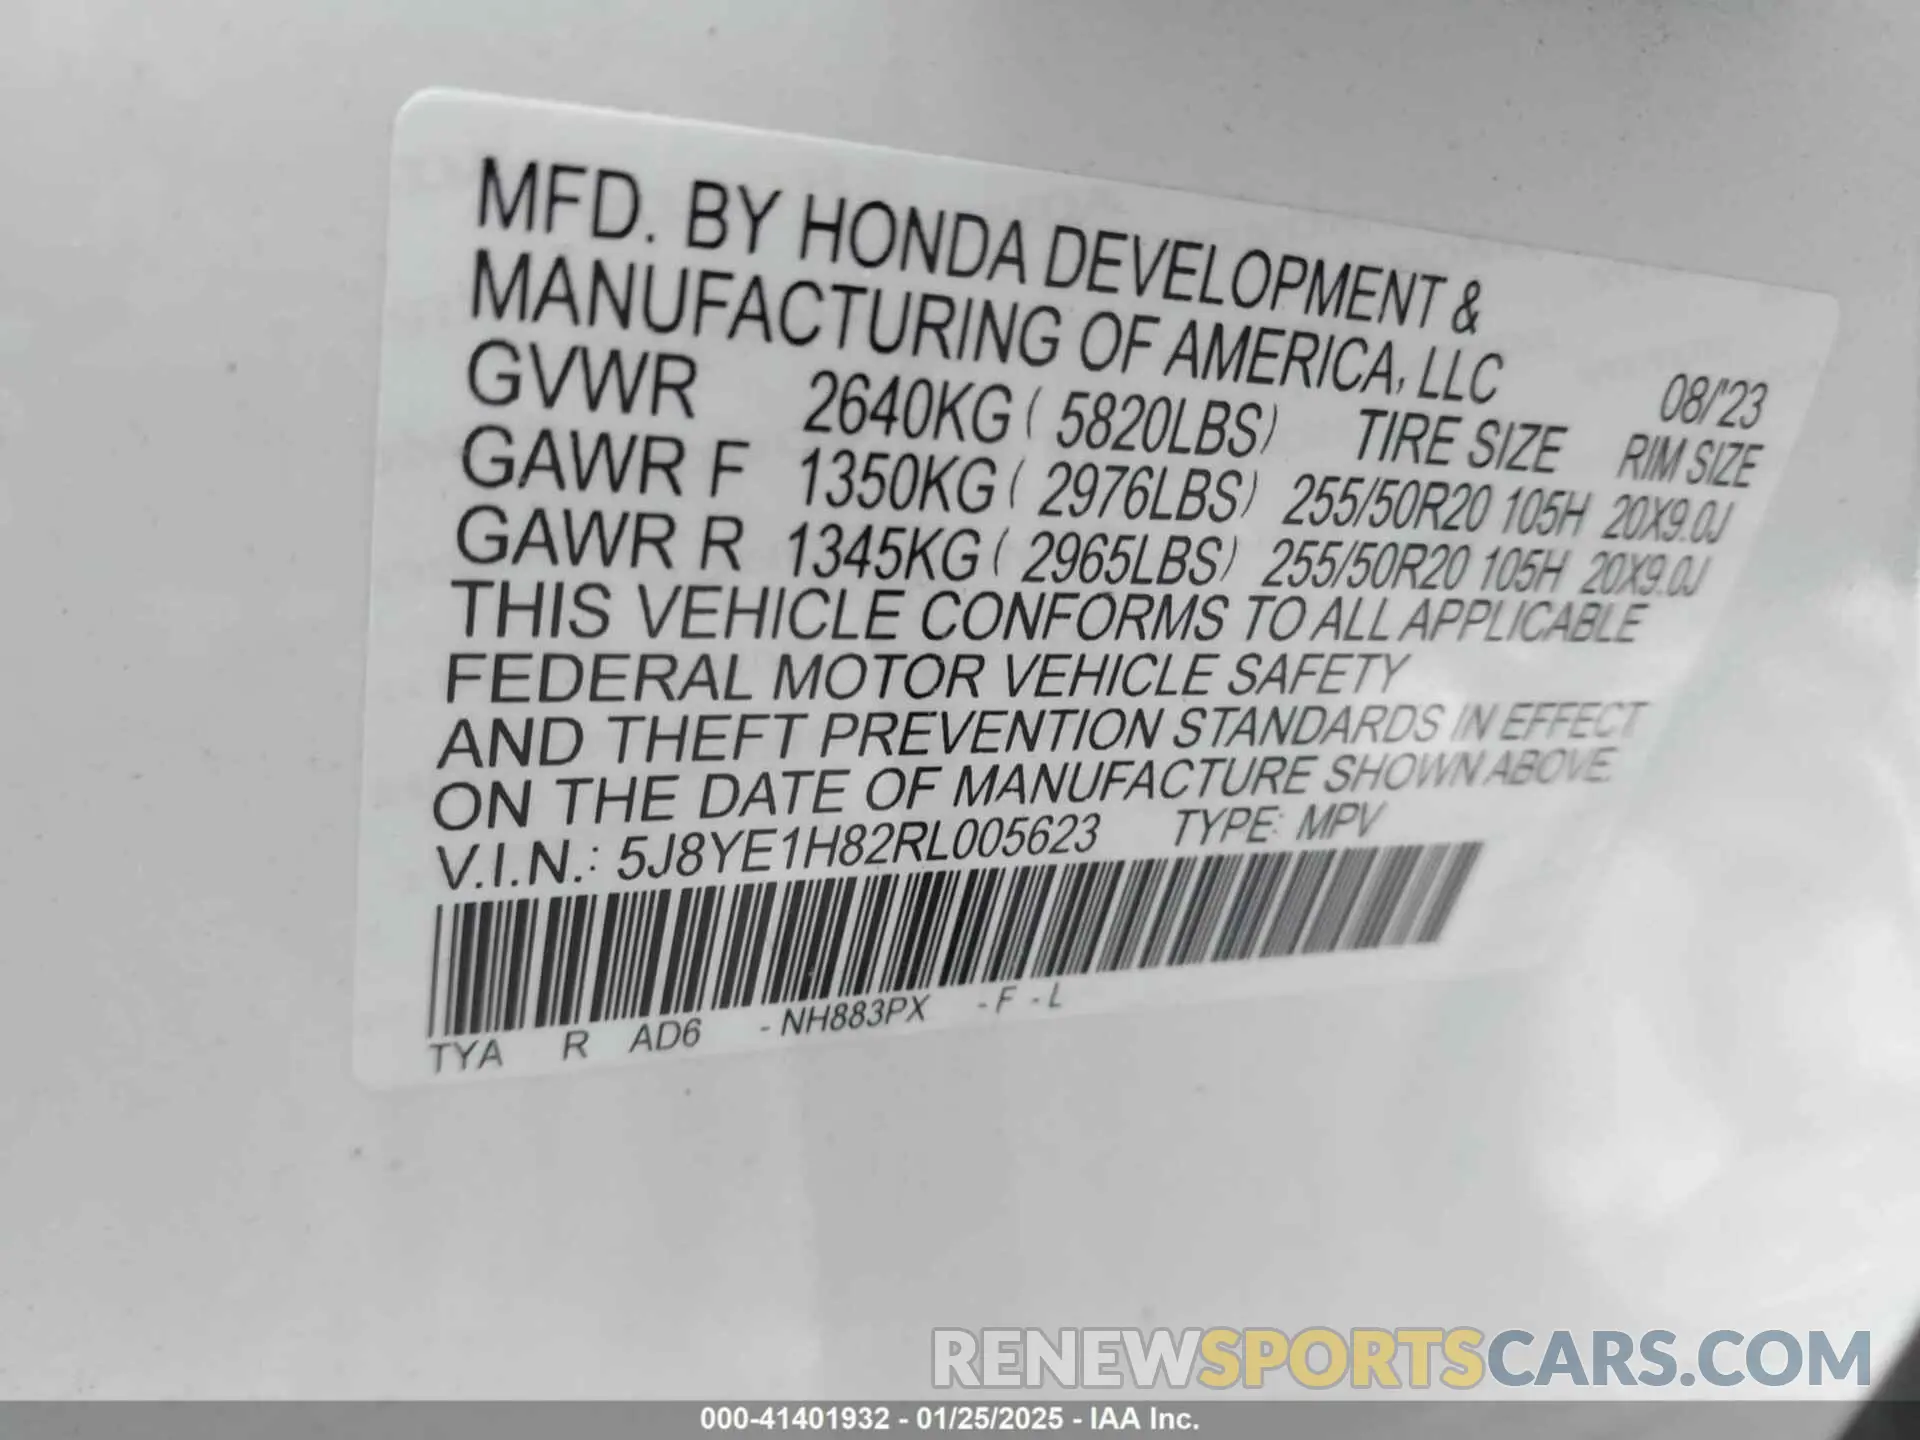 MFD. BY HONDA DEVELOPMENT &
MANUFACTURING OF AMERICA, LLC 08/'23
GVWR 2640KG ( 5820LBS) TIRE SIZE RIM SIZE
GAWR F 1350KG ( 2976LBS) 255/50R20 105H 20X9.0J
GAWR R 1345KG ( 2965LBS) 255/50R20 105H 20X9.0J
THIS VEHICLE CONFORMS TO ALL APPLICABLE
FEDERAL MOTOR VEHICLE SAFETY
AND THEFT PREVENTION STANDARDS IN EFFECT
ON THE DATE OF MANUFACTURE SHOWN ABOVE.
V.I.N.: 5J8YE1H82RL005623 TYPE: MPV
TYA R AD6 - NH883PX - F - L
RENEWSPORTSCARS.COM
000-41401932 - 01/25/2025 - IAA Inc.